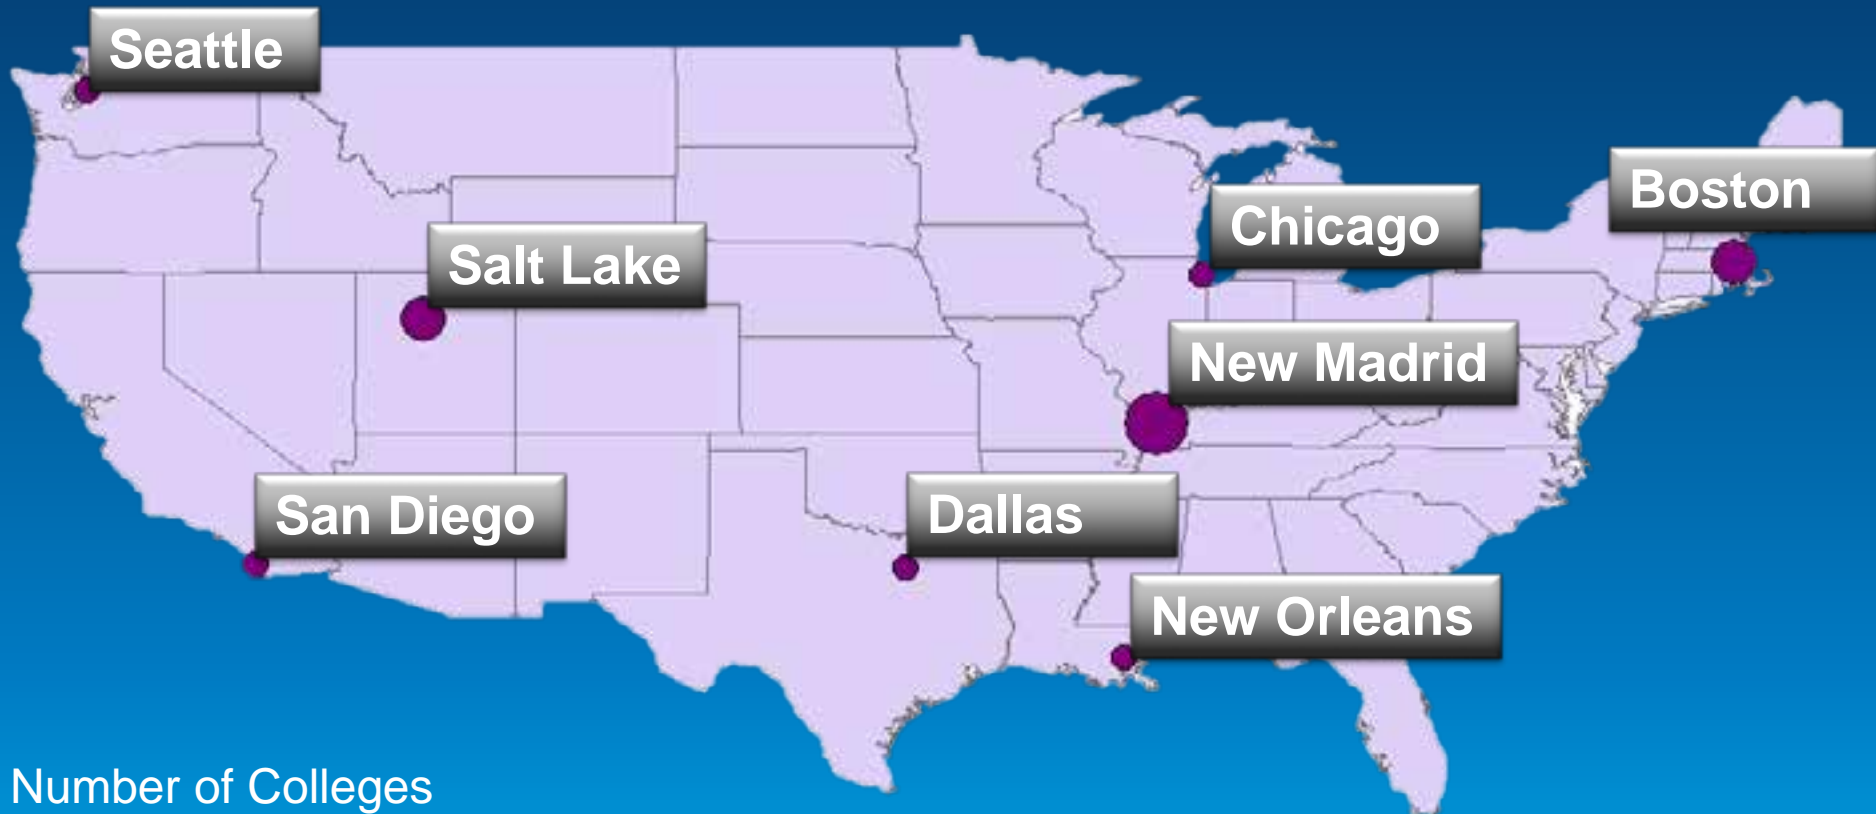 Seattle
Boston
Chicago
Salt Lake
New Madrid
San Diego
Dallas
New Orleans
Number of Colleges